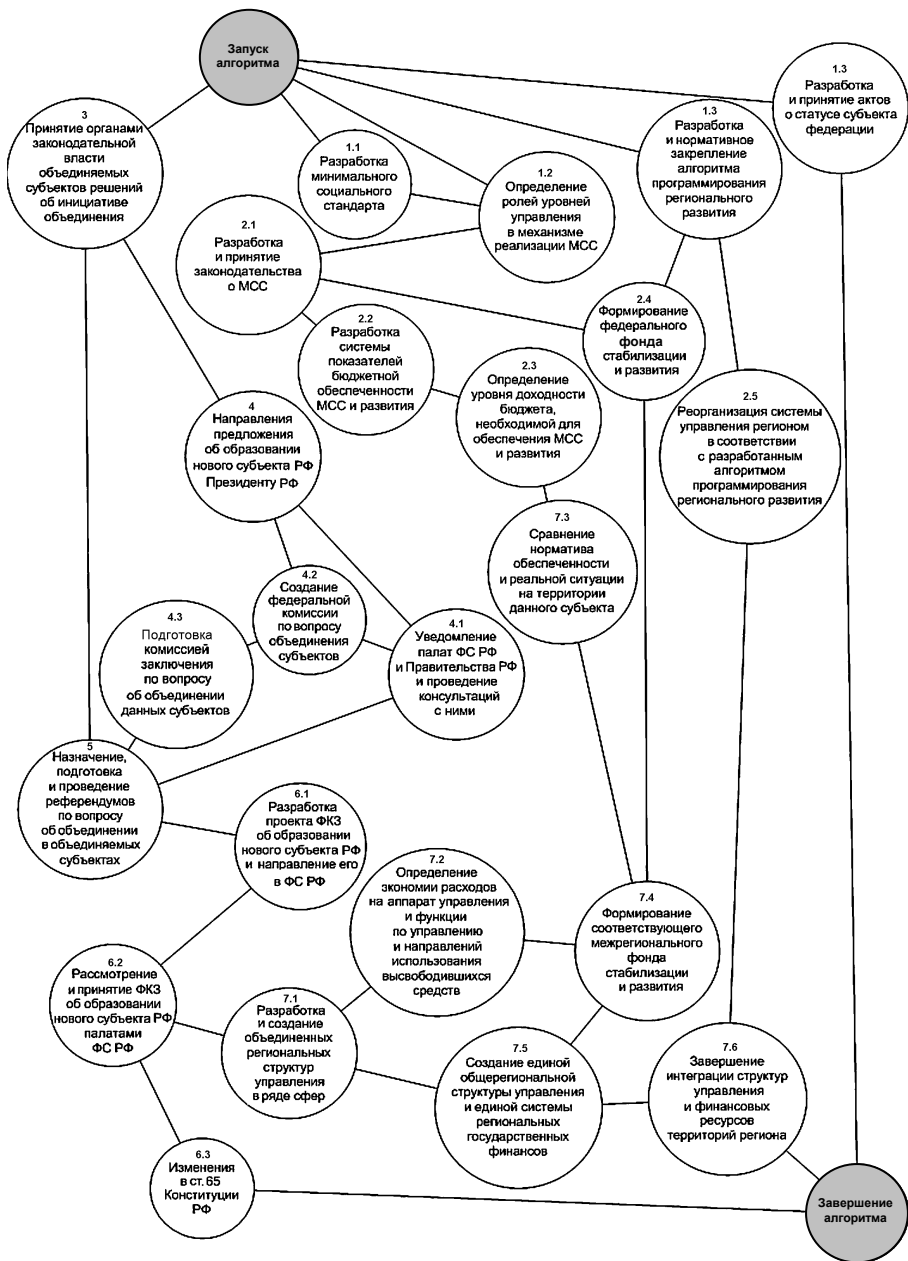 Запуск
алгоритма
1.3
Разработка
и принятие актов
о статусе субъекта
федерации
3
Принятие органами
законодательной
власти
объединяемых
субъектов решений
об инициативе
объединения
1.3
Разработка
и нормативное
закрепление
алгоритма
программирования
регионального
развития
1.1
Разработка
минимального
социального
стандарта
1.2
Определение
ролей уровней
управления
в механизме
реализации МСС
2.1
Разработка
и принятие
законодательства
о МСС
2.4
Формирование
федерального
фонда
стабилизации
и развития
2.2
Разработка
системы
показателей
бюджетной
обеспеченности
МСС и развития
2.3
Определение
уровня доходности
бюджета,
необходимой для
обеспечения МСС
и развития
2.5
Реорганизация системы
управления регионом
в соответствии
с разработанным
алгоритмом
программирования
регионального развития
4
Направления
предложения
об образовании
нового субъекта РФ
Президенту РФ
7.3
Сравнение
норматива
обеспеченности
и реальной ситуации
на территории
данного субъекта
4.2
Создание
федеральной
комиссии
по вопросу
объединения
субъектов
4.3
Подготовка
комиссией
заключения
по вопросу
об объединении
данных субъектов
4.1
Уведомление
палат ФС РФ
и Правительства РФ
и проведение
консультаций
с ними
5
Назначение,
подготовка
и проведение
референдумов
по вопросу
об объединении
в объединяемых
субъектах
6.1
Разработка
проекта ФКЗ
об образовании
нового субъекта РФ
и направление его
в ФС РФ
7.2
Определение
экономии расходов
на аппарат управления
и функции
по управлению
и направлений
использования
высвободившихся
средств
7.4
Формирование
соответствующего
межрегионального
фонда
стабилизации
и развития
6.2
Рассмотрение
и принятие ФКЗ
об образовании
нового субъекта РФ
палатами
ФС РФ
7.1
Разработка
и создание
объединенных
региональных
структур
управления
в ряде сфер
7.5
Создание единой
общерегиональной
структуры управления
и единой системы
региональных
государственных
финансов
7.6
Завершение
интеграции структур
управления
и финансовых
ресурсов
территорий региона
6.3
Изменения
в ст. 65
Конституции
РФ
Завершение
алгоритма